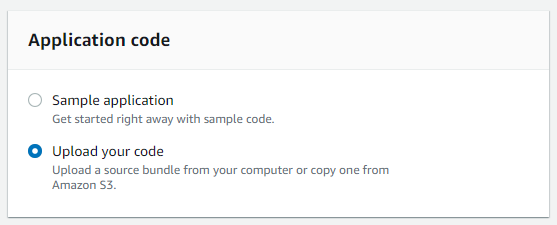 Application code
Sample application
Get started right away with sample code.
Upload your code
Upload a source bundle from your computer or copy one from
Amazon S3.